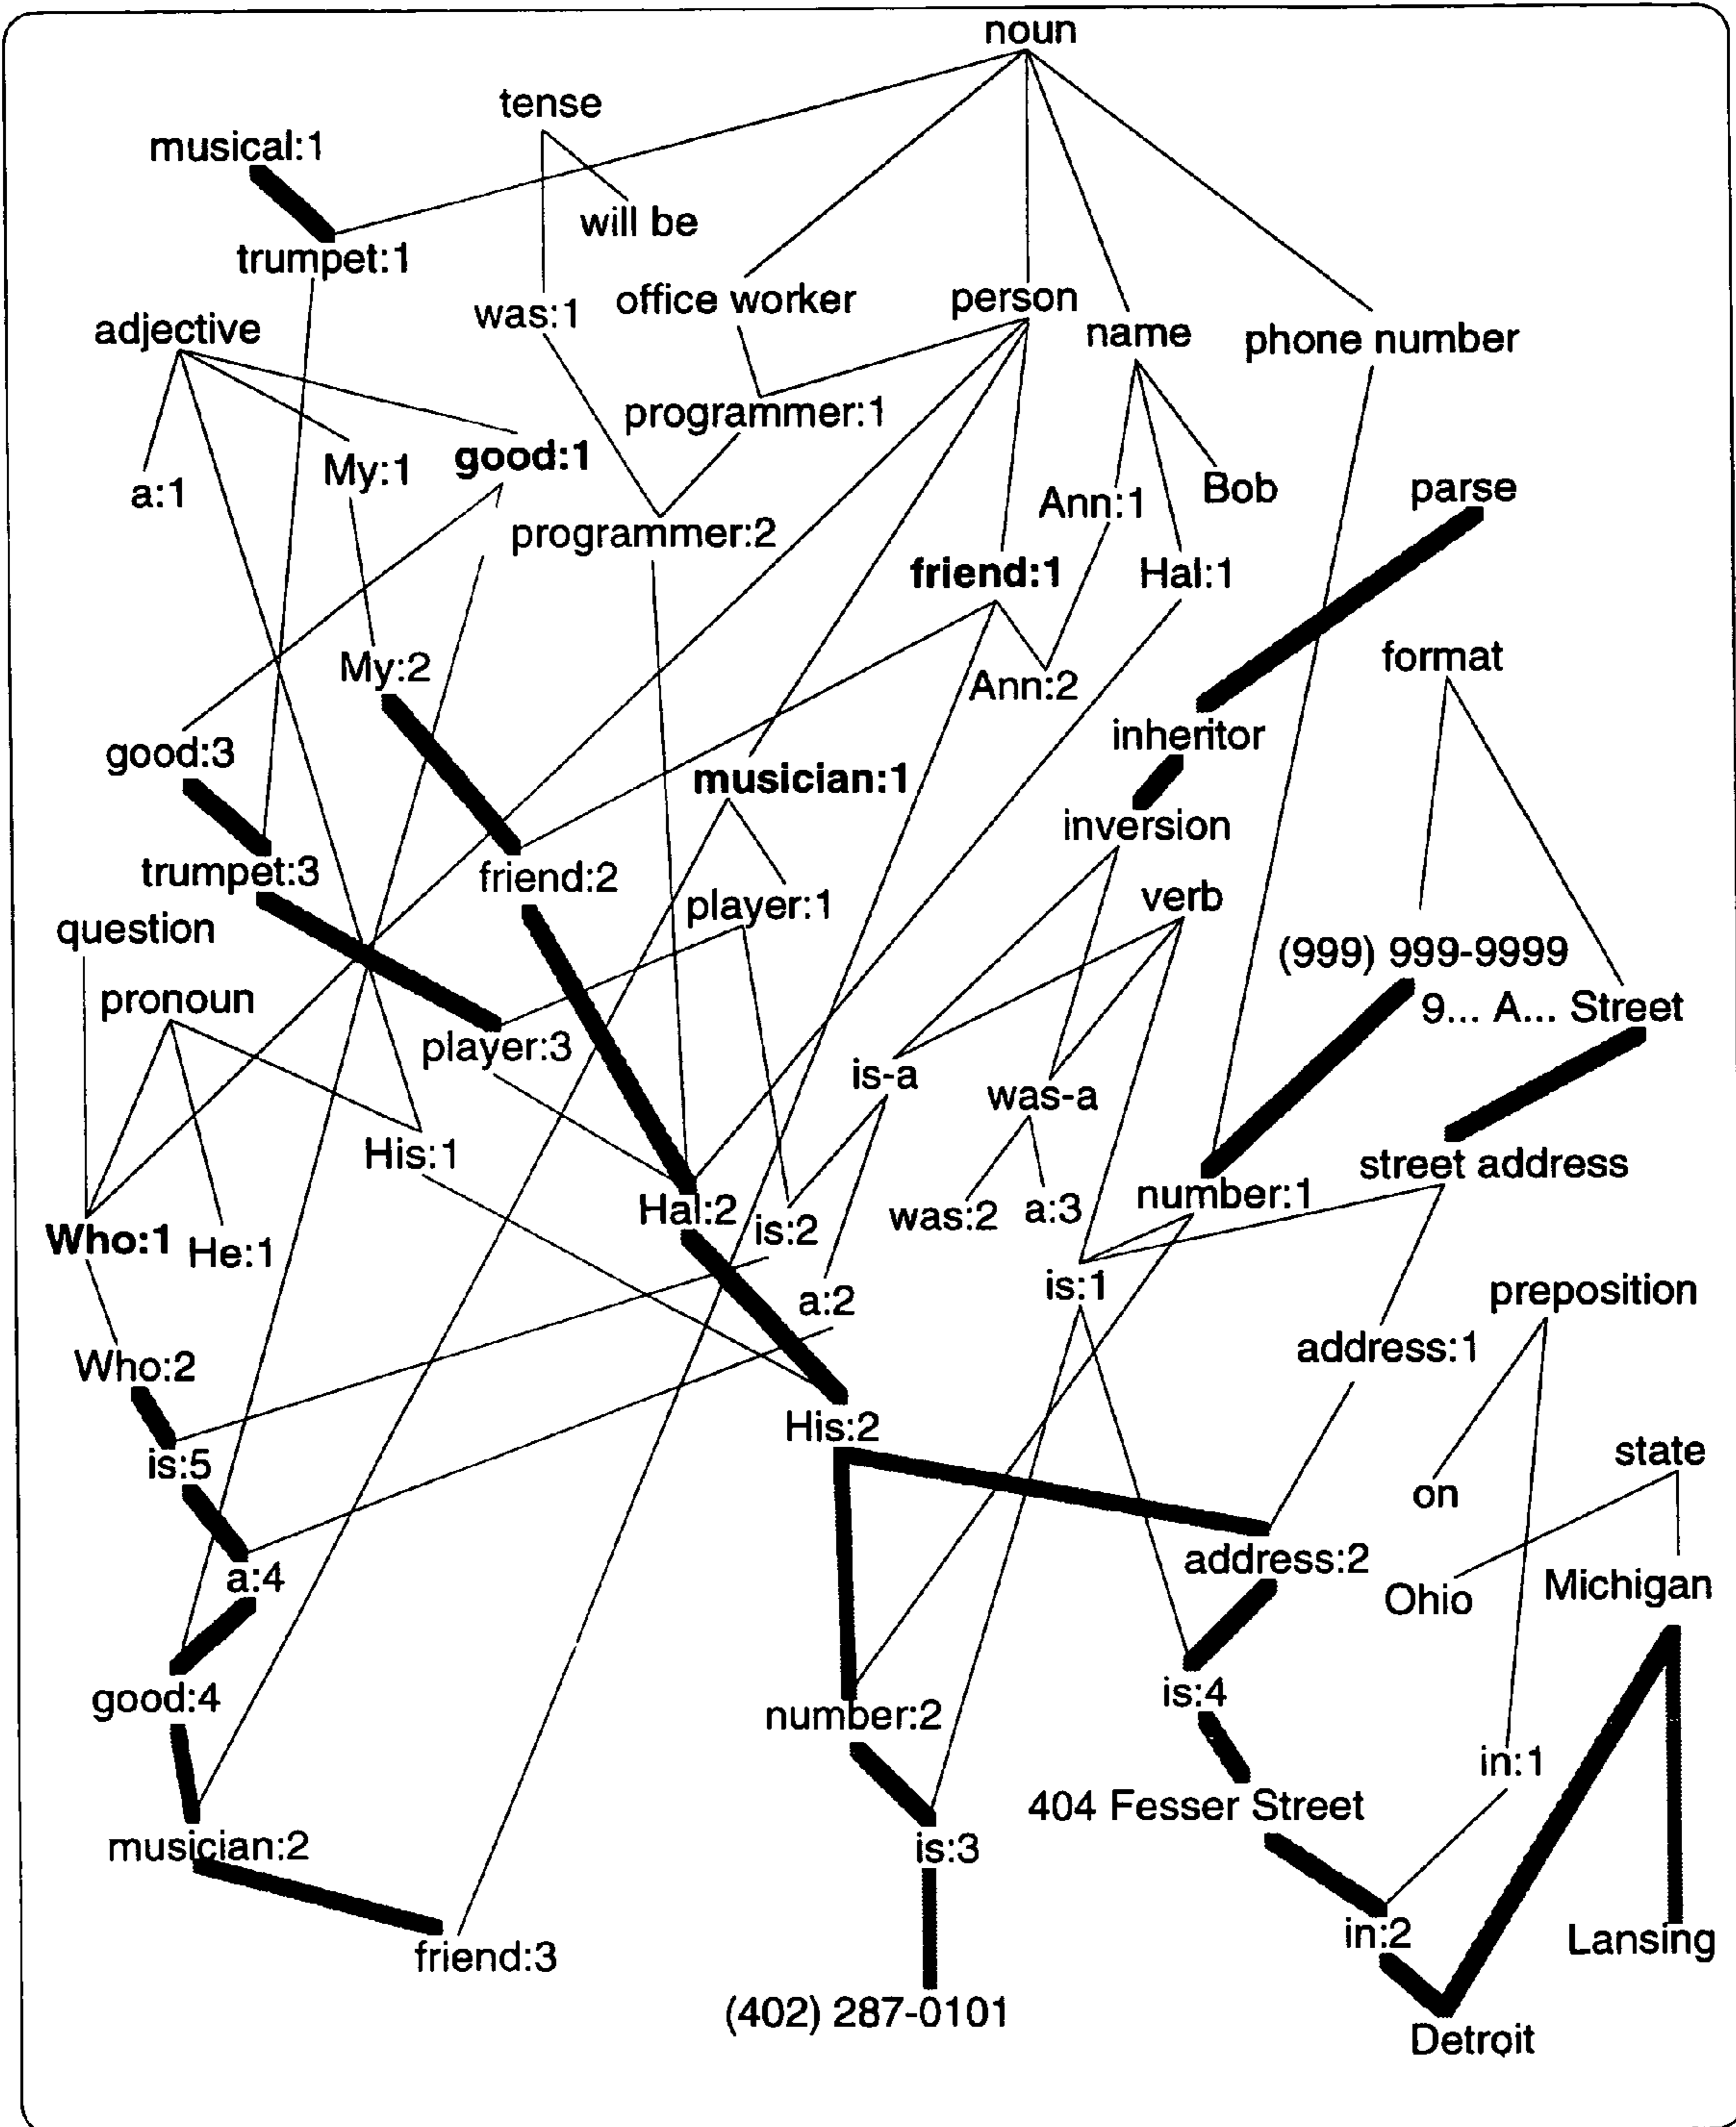 noun
tense
musical:1
will be
trumpet:1
office worker
person
was:1
adjective
name
phone number
programmer:1
good:1
My:1
a:1
Ann:1
Bob
parse
programmer:2
friend:1
Hal:1
format
My:2
Ann:2
inheritor
good:3
musician:1
inversion
trumpet:3
friend:2
player:1
verb
question
(999) 999-9999
pronoun
9... A... Street
player:3
is-a
was-a
His:1
street address
number:1
Hal:2
is:2
was:2
a:3
Who:1
He:1
is:1
preposition
a:2
address:1
Who:2
His:2
state
is:5
on
address:2
a:4
Ohio
Michigan
good:4
is:4
number:2
in:1
404 Fesser Street
musician:2
is:3
in:2
Lansing
friend:3
(402) 287-0101
Detroit